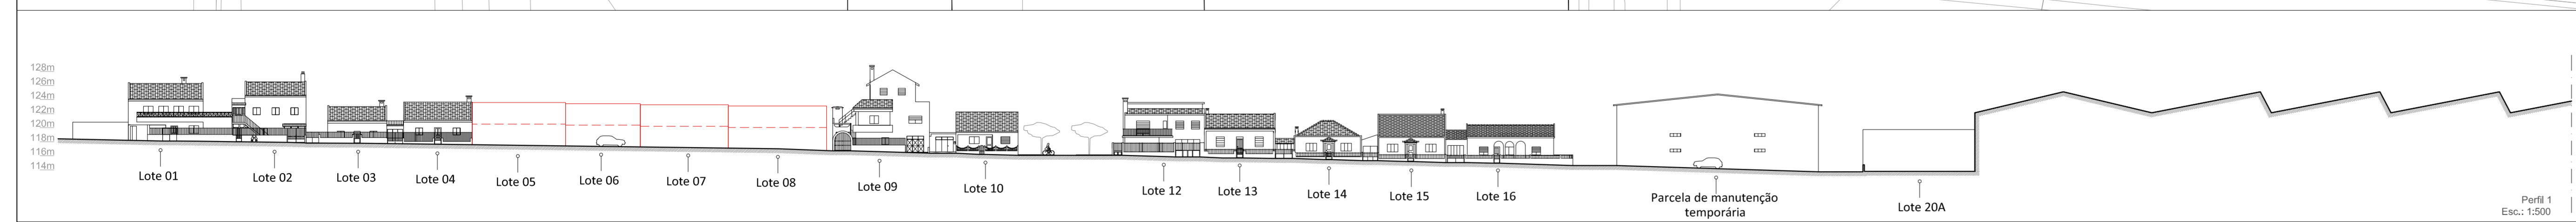 128m
126m
124m
122m
120m
118m
116m
114m
Lote 01
Lote 02
Lote 03
Lote 04
Lote 05
Lote 06
Lote 07
Lote 08
Lote 09
Lote 10
Lote 12
Lote 13
Lote 14
Lote 15
Lote 16
Parcela de manutenção
temporária
Lote 20A
Perfil 1
Esc.: 1:500